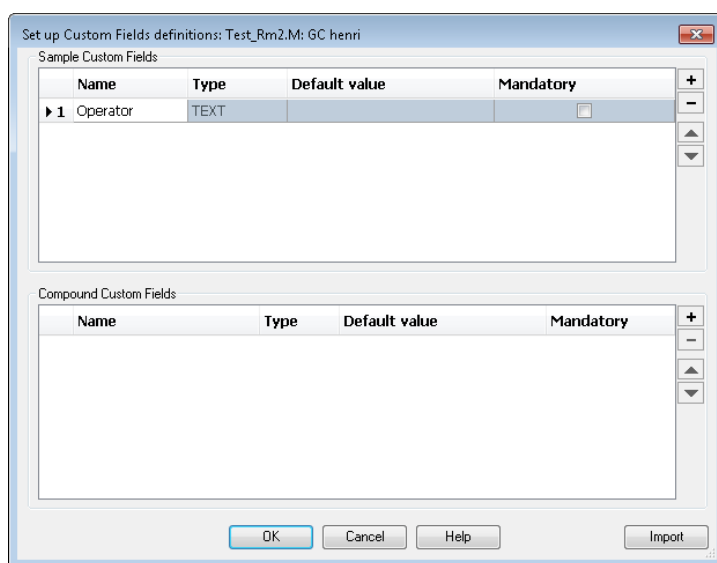 Set up Custom Fields definitions: Test_Rm2.M: GC henri
Sample Custom Fields
Name Type Default value Mandatory
1 Operator TEXT
Compound Custom Fields
Name Type Default value Mandatory
OK Cancel Help Import